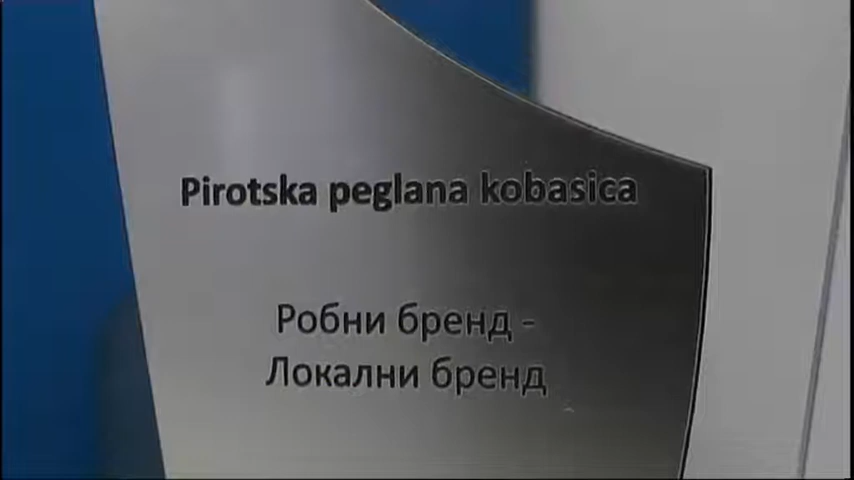 Pirotska peglana kobasica
Робни бренд -
Локални бренд